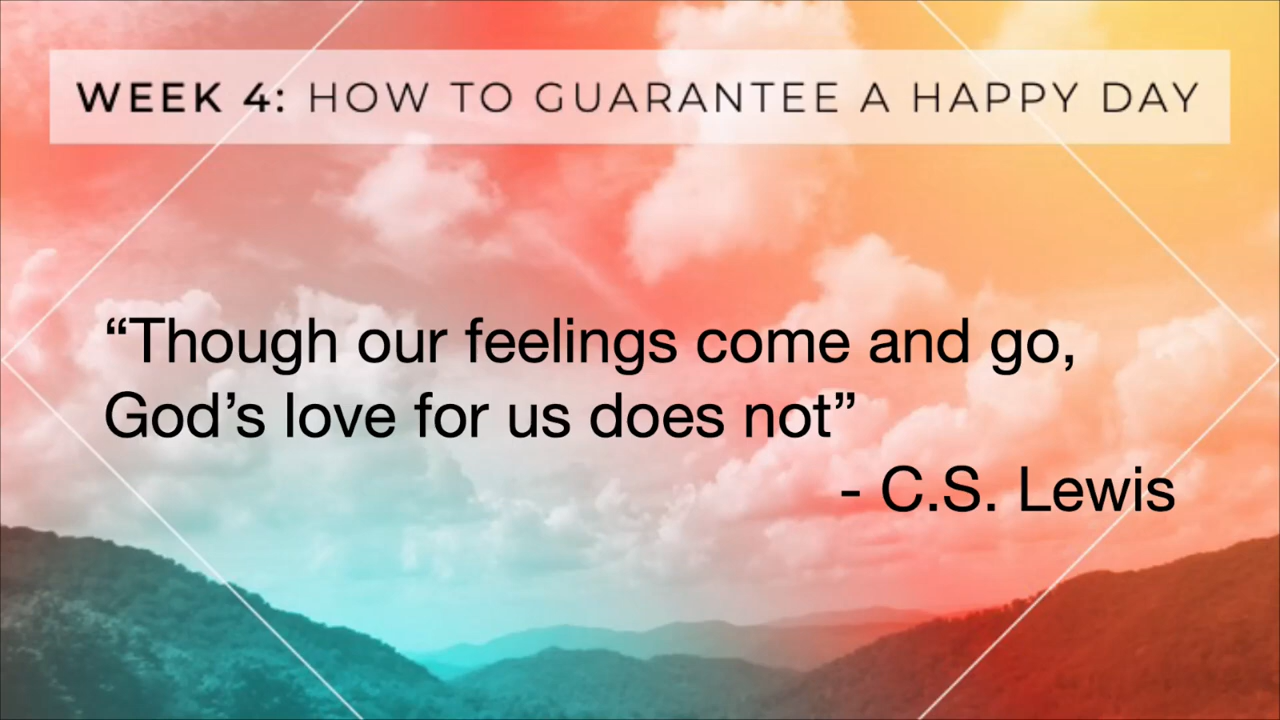 WEEK 4: HOW TO GUARANTEE A HAPPY DAY
“Though our feelings come and go,
God’s love for us does not”
- C.S. Lewis